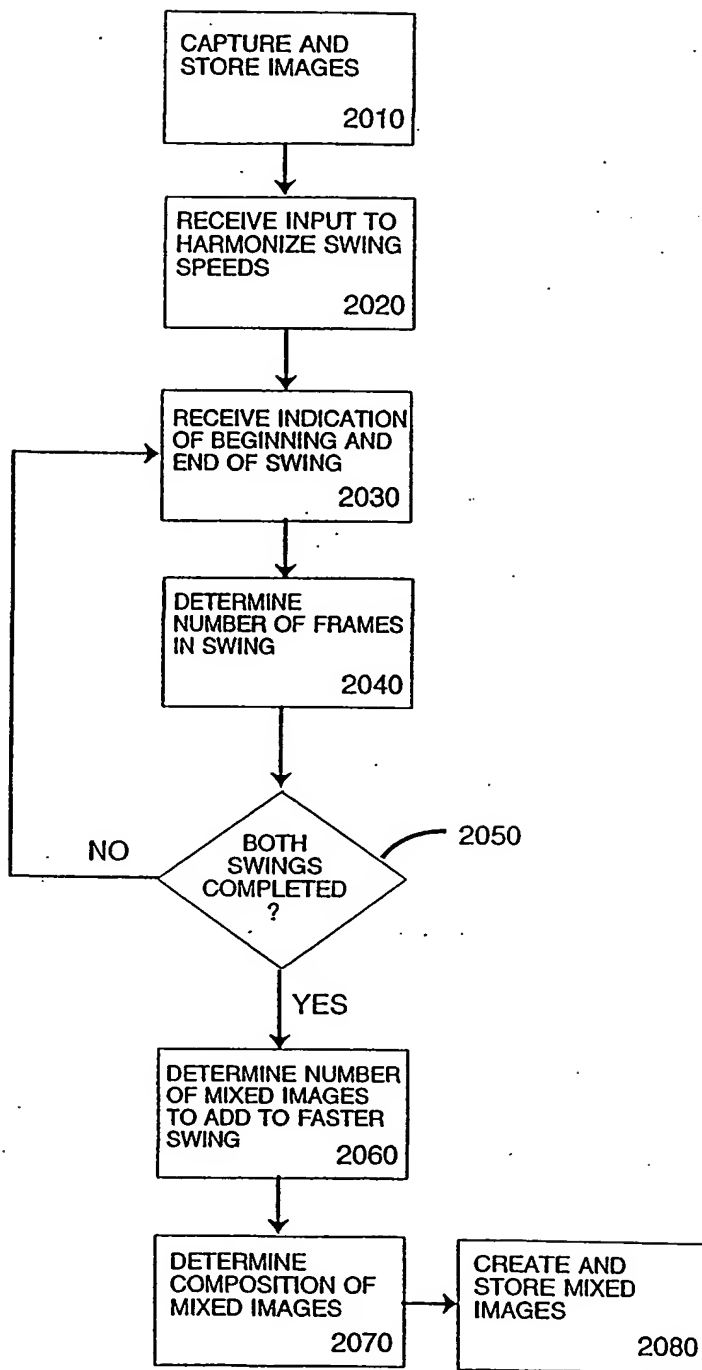 CAPTURE AND
STORE IMAGES
2010
RECEIVE INPUT TO
HARMONIZE SWING
SPEEDS
2020
RECEIVE INDICATION
OF BEGINNING AND
END OF SWING
2030
DETERMINE
NUMBER OF FRAMES
IN SWING
2040
BOTH
SWINGS
COMPLETED
?
2050
NO
YES
DETERMINE NUMBER
OF MIXED IMAGES
TO ADD TO FASTER
SWING
2060
DETERMINE
COMPOSITION OF
MIXED IMAGES
2070
CREATE AND
STORE MIXED
IMAGES
2080